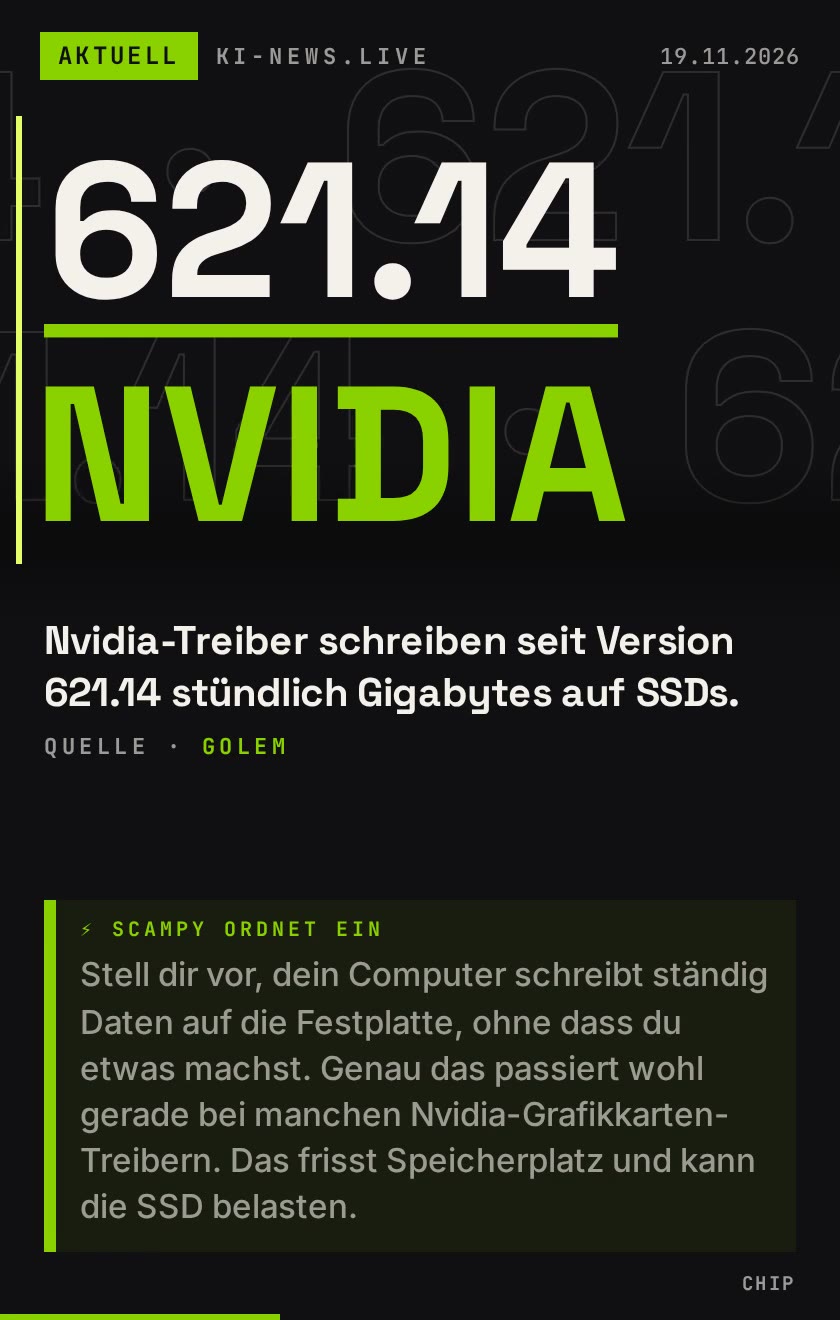 AKTUELL KI-NEWS.LIVE 19.11.2026
621.14
NVIDIA
Nvidia-Treiber schreiben seit Version
621.14 stündlich Gigabytes auf SSDs.
QUELLE · GOLEM
⚡ SCAMPY ORDNET EIN
Stell dir vor, dein Computer schreibt ständig
Daten auf die Festplatte, ohne dass du
etwas machst. Genau das passiert wohl
gerade bei manchen Nvidia-Grafikkarten-
Treibern. Das frisst Speicherplatz und kann
die SSD belasten.
CHIP